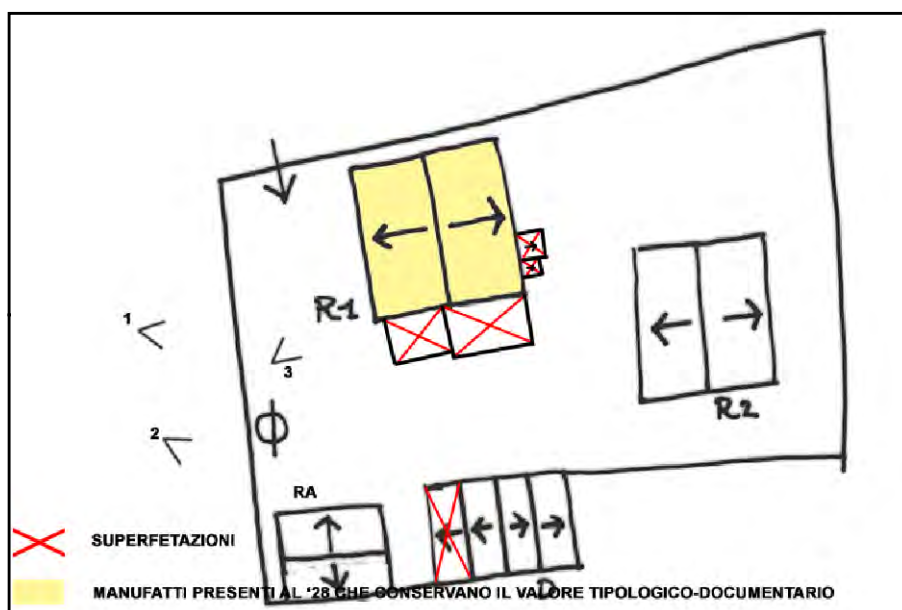 R1
1
3
2
R2
RA
SUPERFETAZIONI
D
MANUFATTI PRESENTI AL '28 CHE CONSERVANO IL VALORE TIPOLOGICO-DOCUMENTARIO